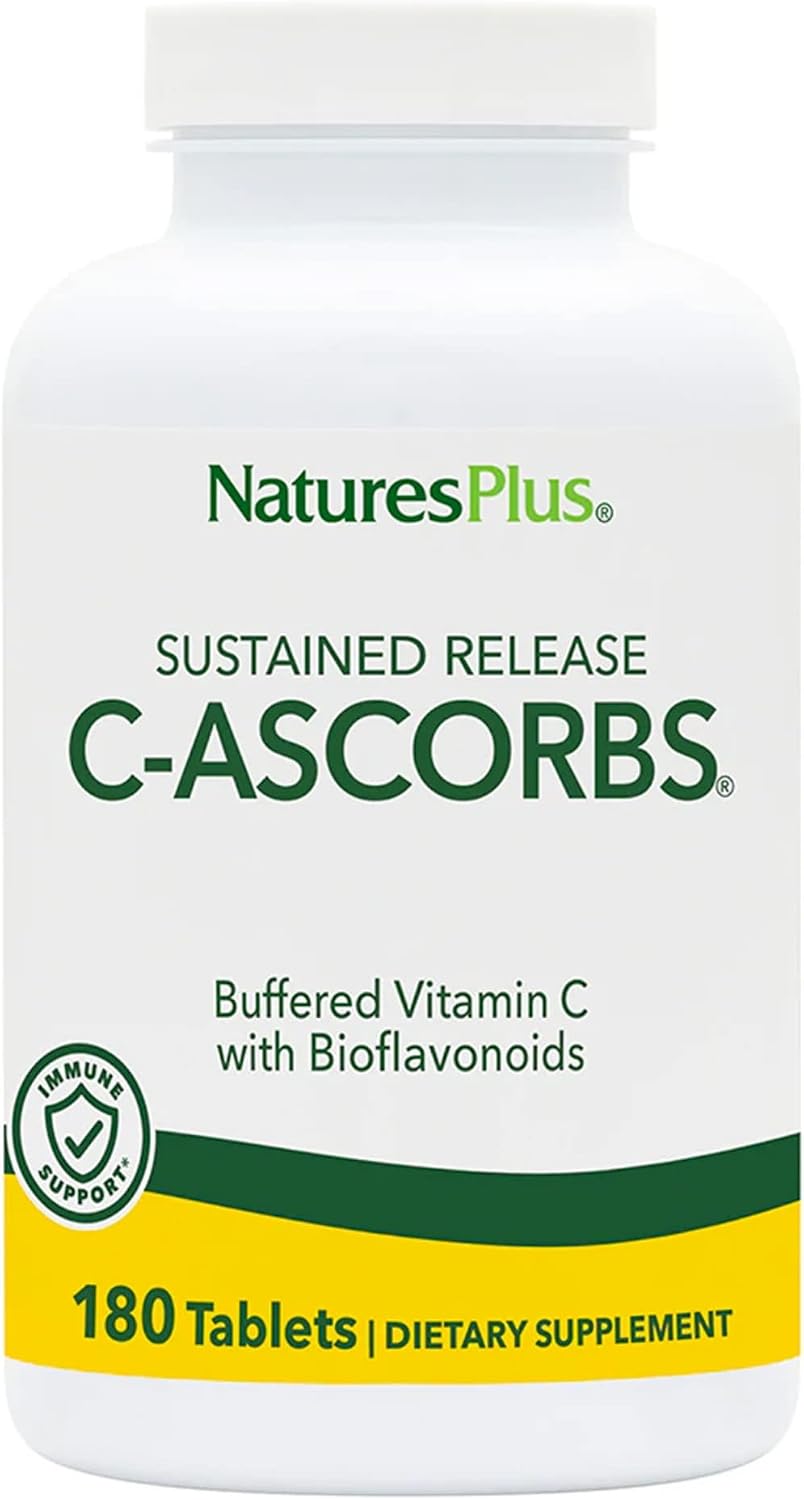 NaturesPlus®
SUSTAINED RELEASE
C-ASCORBS®
Buffered Vitamin C
with Bioflavonoids
IMMUNE
SUPPORT*
180 Tablets | DIETARY SUPPLEMENT